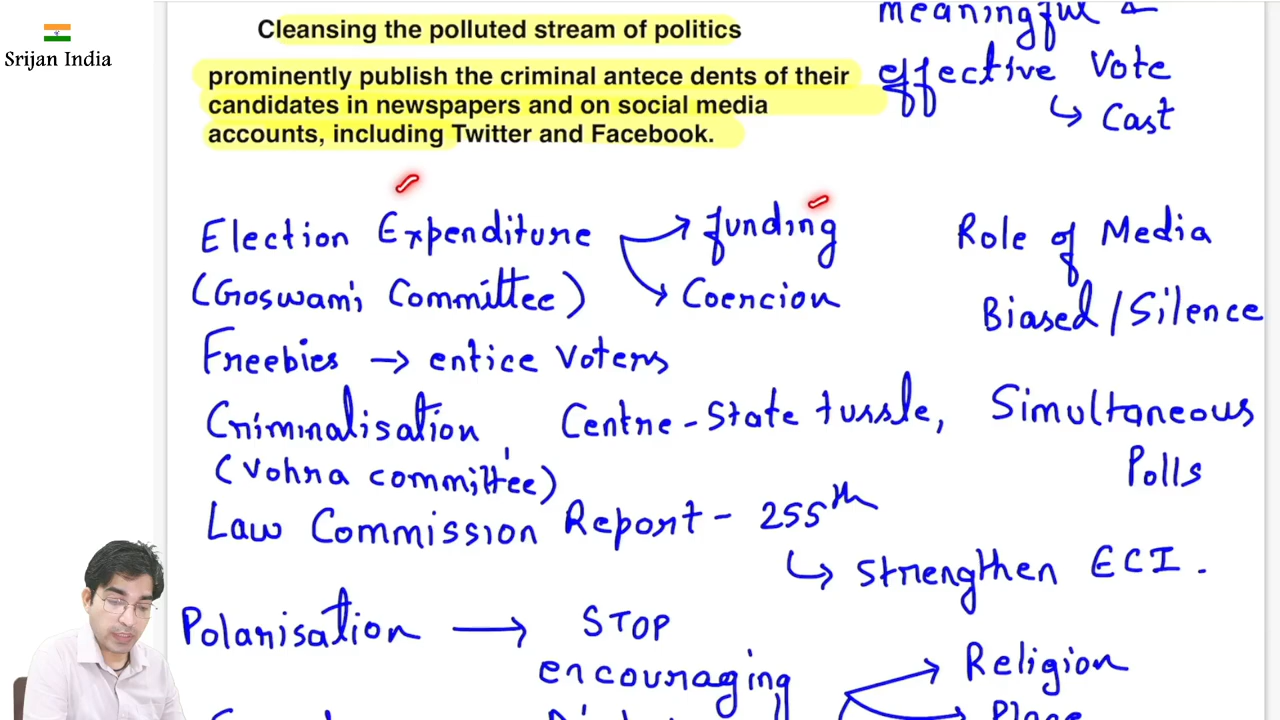 Srijan India
Cleansing the polluted stream of politics
prominently publish the criminal antece dents of their
candidates in newspapers and on social media
accounts, including Twitter and Facebook.
meaningful &
effective Vote
↳ Cast
Election Expenditure → funding
(Goswami Committee) → Coercion
Role of Media
Biased / Silence
Freebies → entice Voters
Criminalisation, Centre-State tussle, Simultaneous
Polls
(Vohra committee)
Law Commission Report - 255th
↳ Strengthen ECI.
Polarisation → STOP
encouraging
Religion
Place